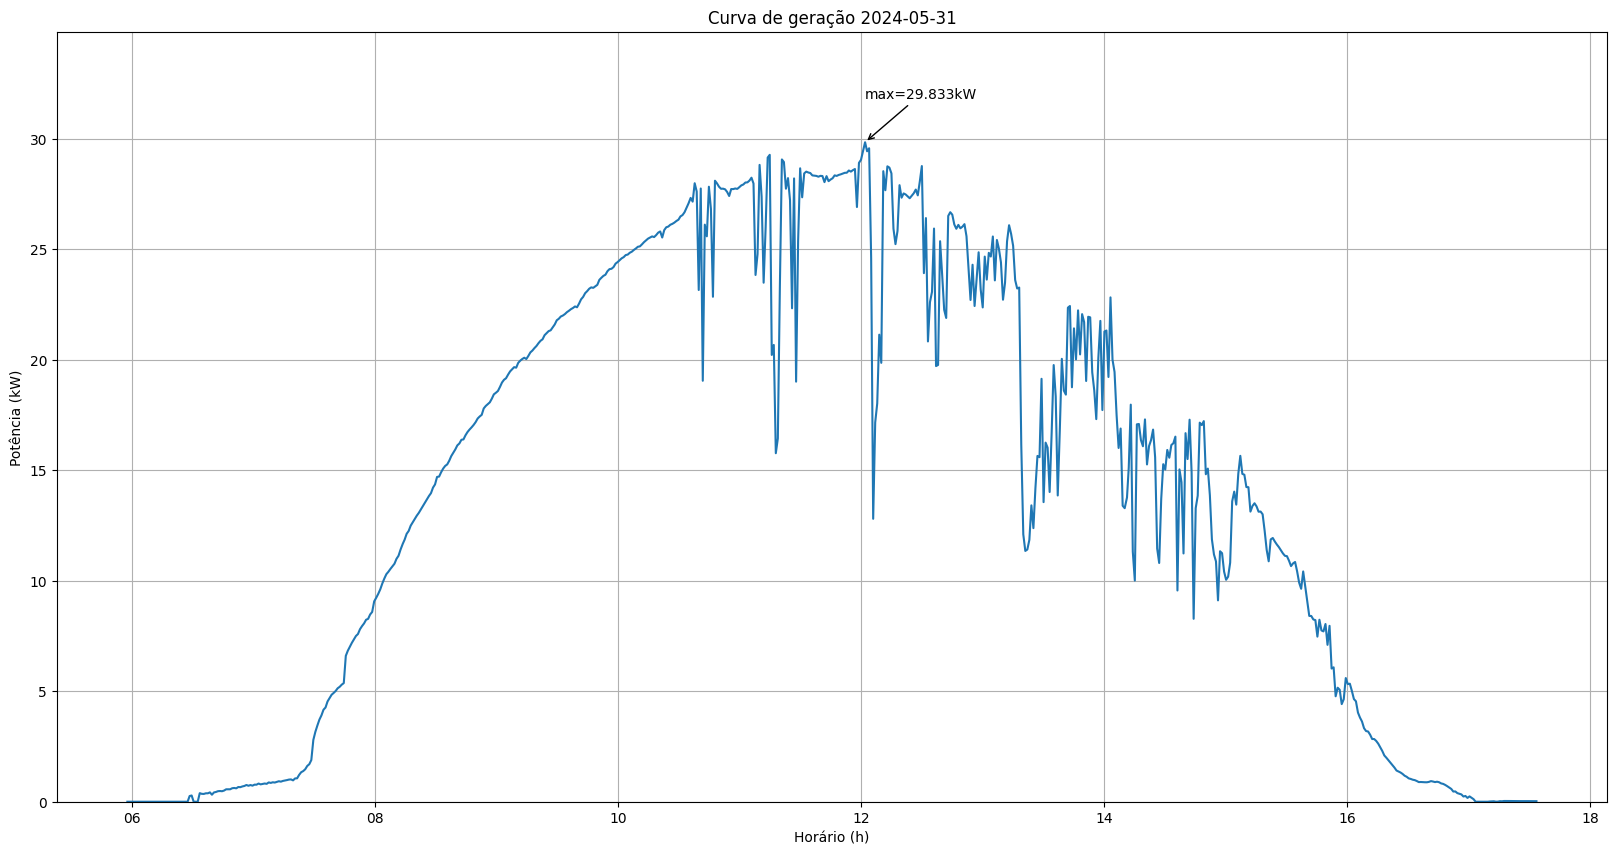 Curva de geração 2024-05-31
max=29.833kW
30
25
20
15
10
5
0
Potência (kW)
06 08 10 12 14 16 18
Horário (h)